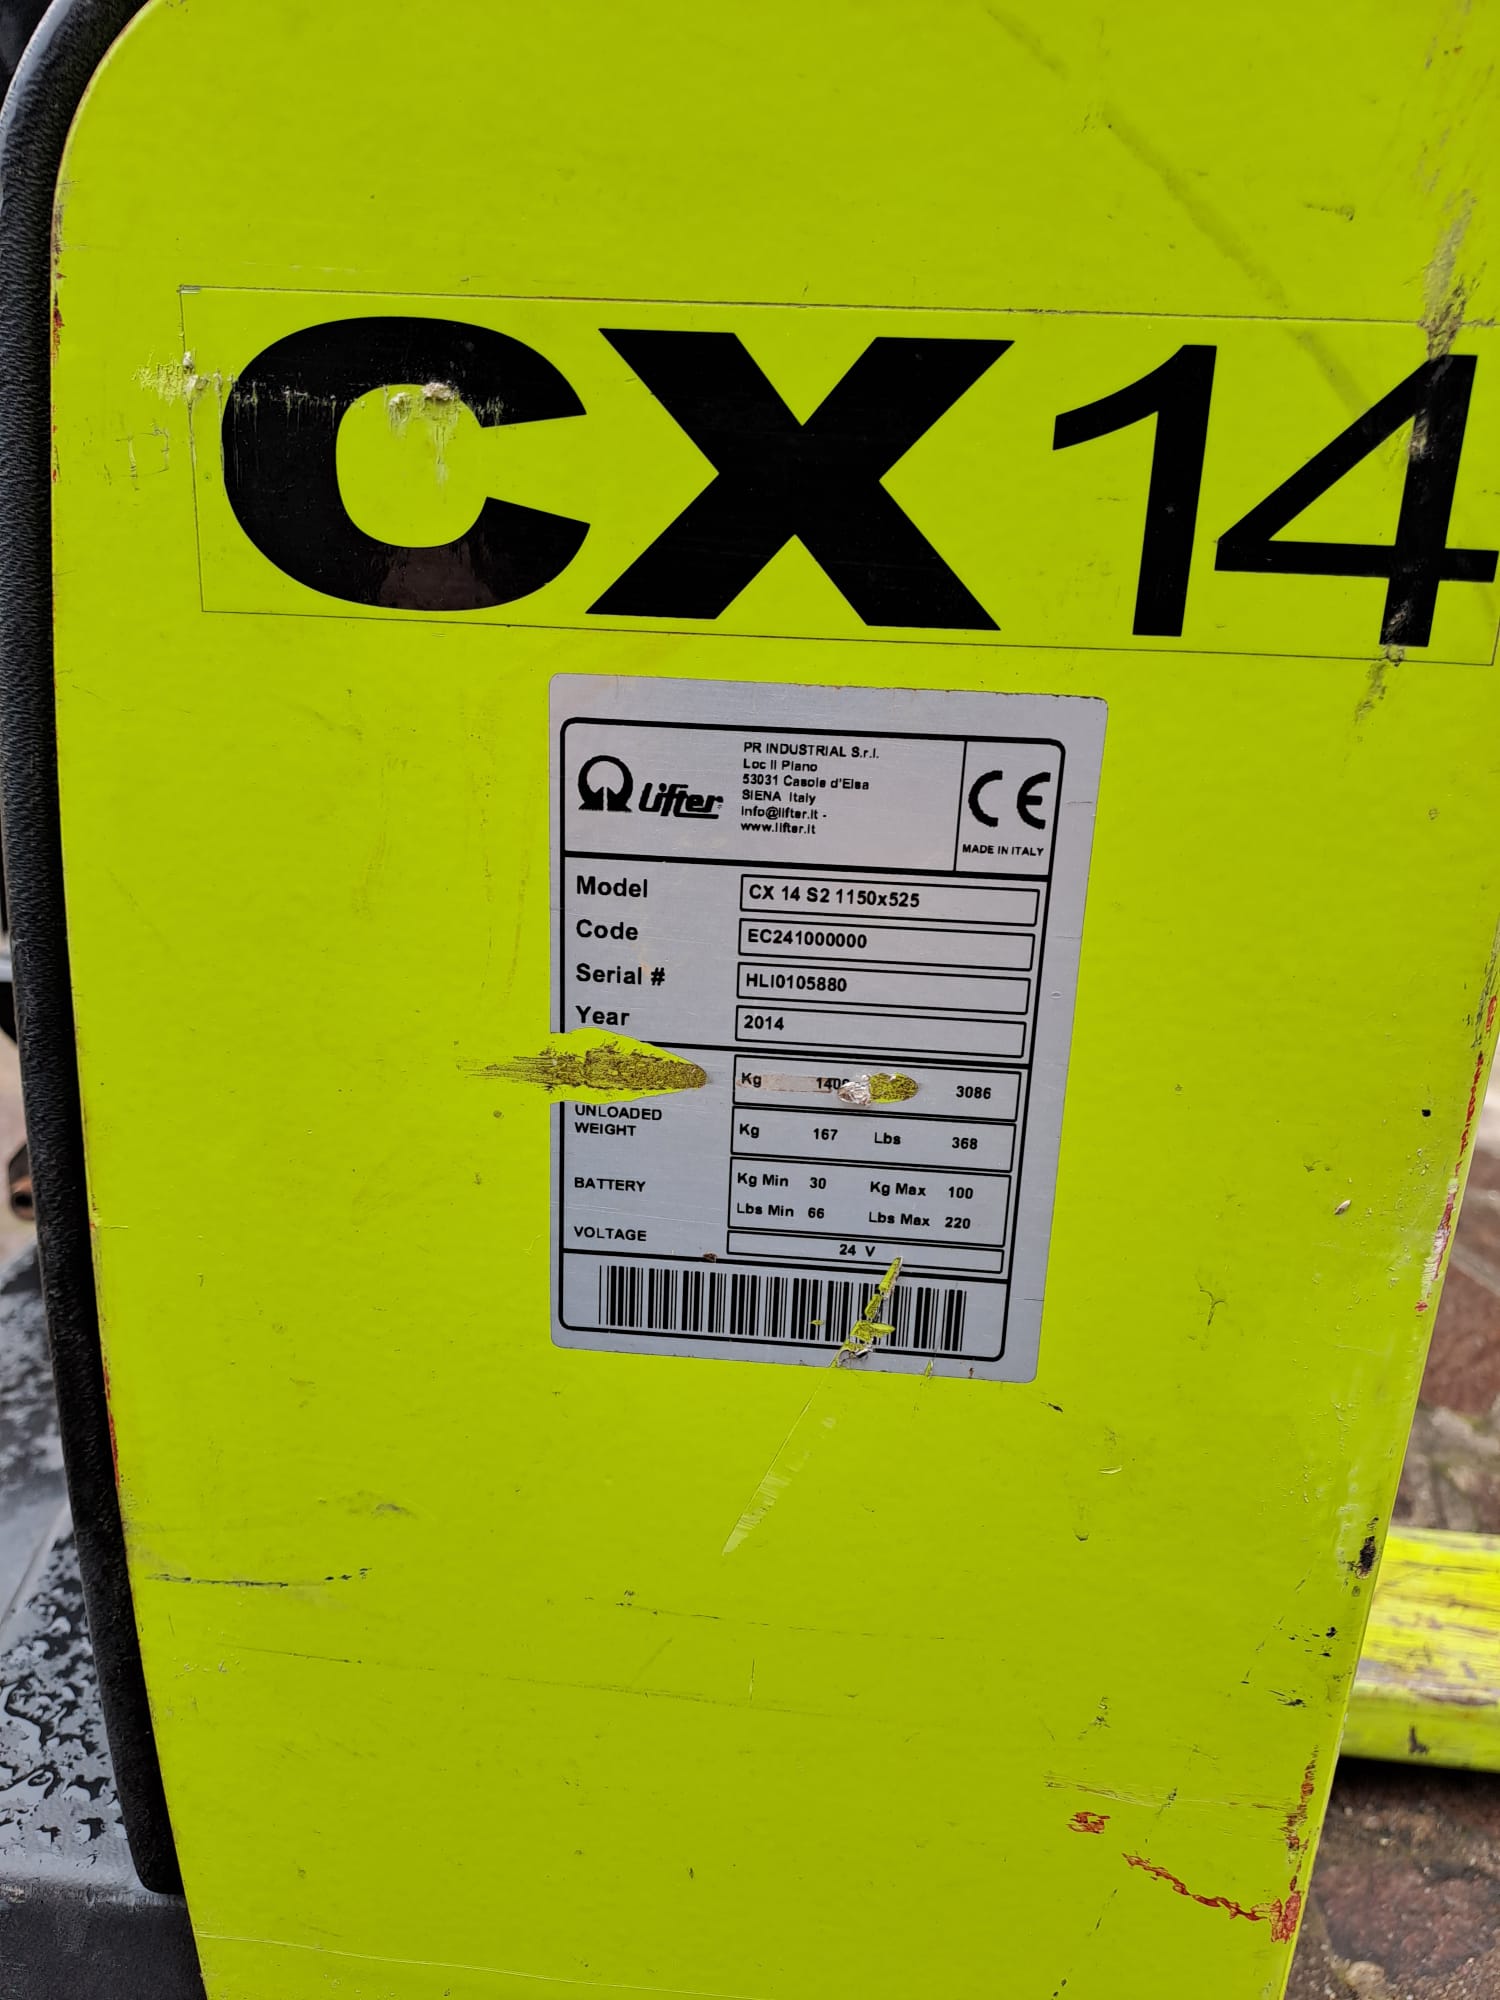 CX14
Lifter
PR INDUSTRIAL S.r.l.
Loc Il Piano
53031 Casole d'Elsa
SIENA Italy
info@lifter.it -
www.lifter.it
CE
MADE IN ITALY
Model CX 14 S2 1150x525
Code EC241000000
Serial # HLI0105880
Year 2014
Kg 1400 3086
UNLOADED WEIGHT Kg 167 Lbs 368
BATTERY Kg Min 30 Kg Max 100
Lbs Min 66 Lbs Max 220
VOLTAGE 24 V